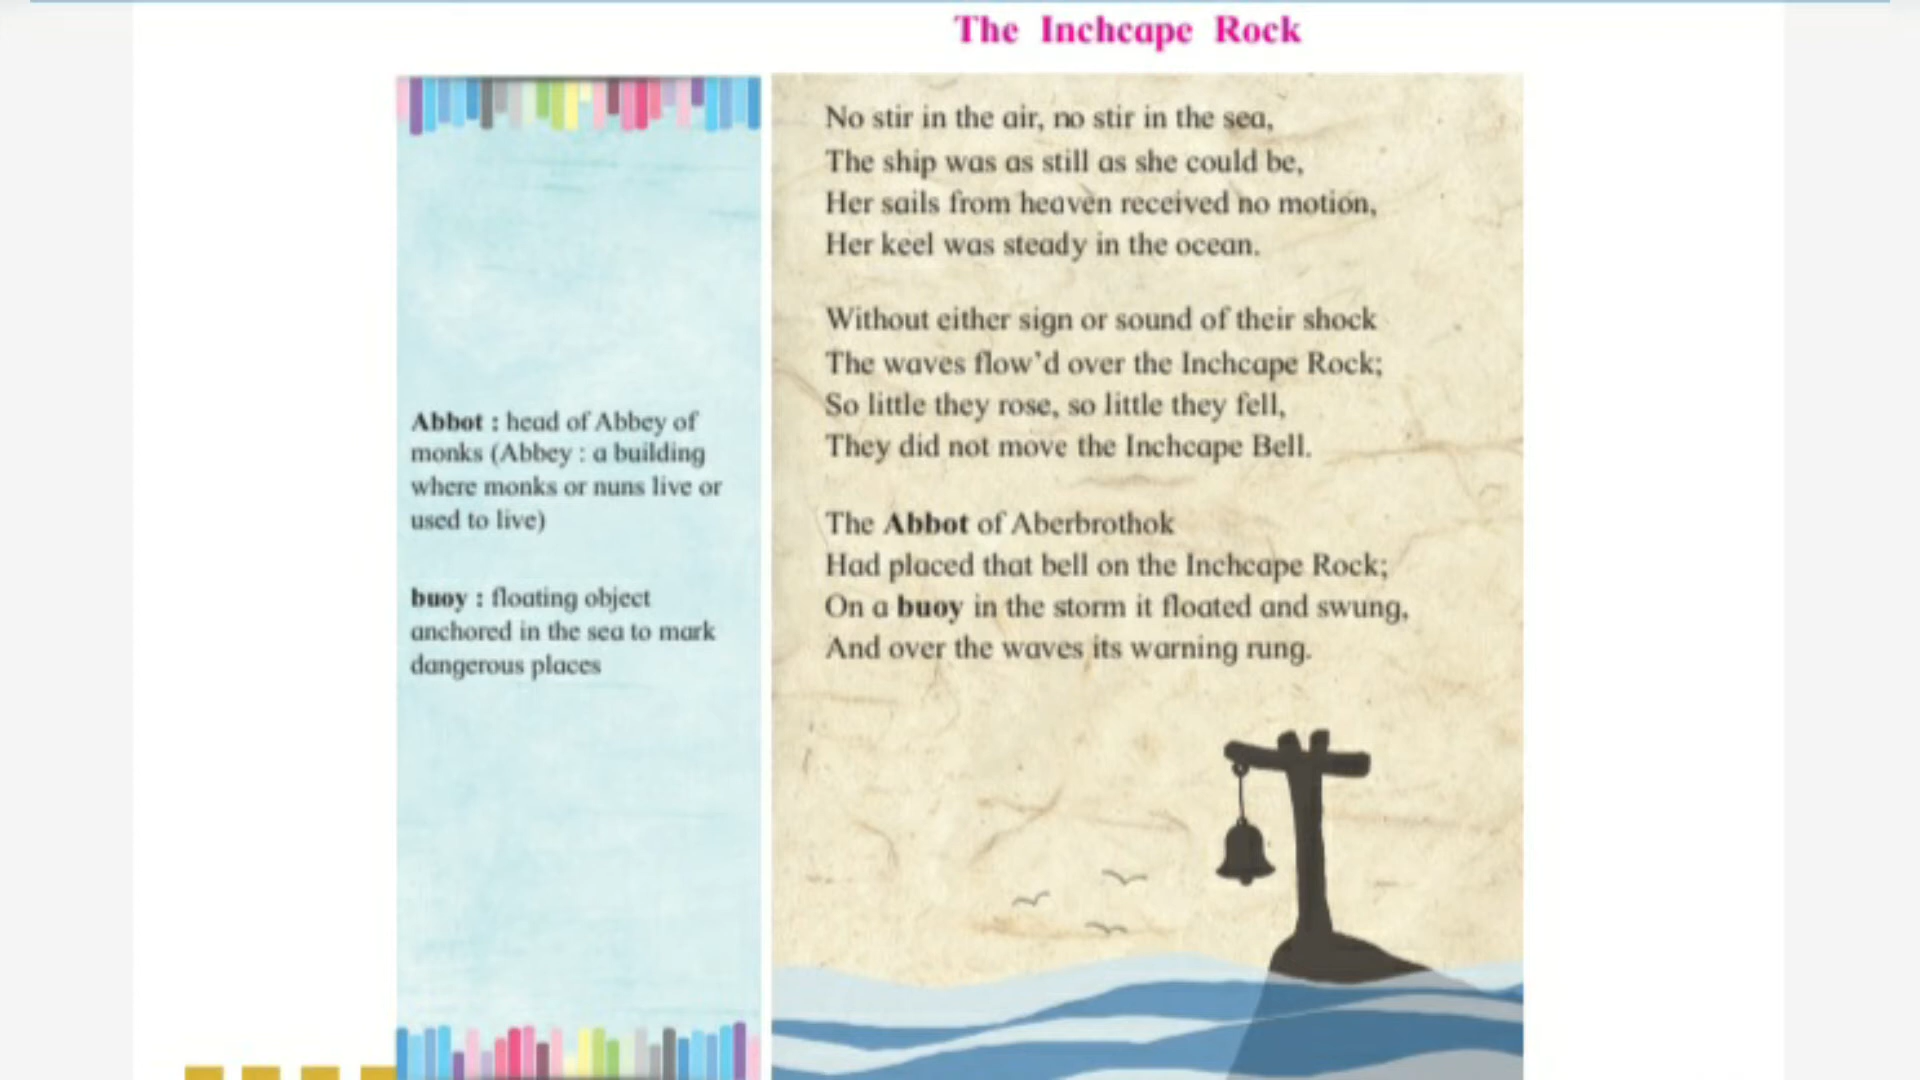 The Inchcape Rock
Abbot : head of Abbey of
monks (Abbey : a building
where monks or nuns live or
used to live)
buoy : floating object
anchored in the sea to mark
dangerous places
No stir in the air, no stir in the sea,
The ship was as still as she could be,
Her sails from heaven received no motion,
Her keel was steady in the ocean.
Without either sign or sound of their shock
The waves flow'd over the Inchcape Rock;
So little they rose, so little they fell,
They did not move the Inchcape Bell.
The Abbot of Aberbrothok
Had placed that bell on the Inchcape Rock;
On a buoy in the storm it floated and swung,
And over the waves its warning rung.